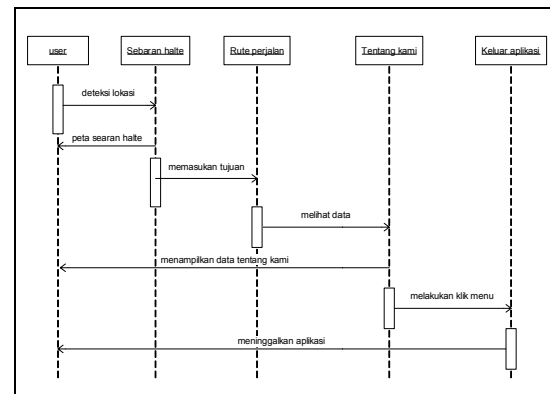 user
Sebaran halte
Rute perjalan
Tentang kami
Keluar aplikasi
deteksi lokasi
peta searan halte
memasukan tujuan
melihat data
menampilkan data tentang kami
melakukan klik menu
meninggalkan aplikasi